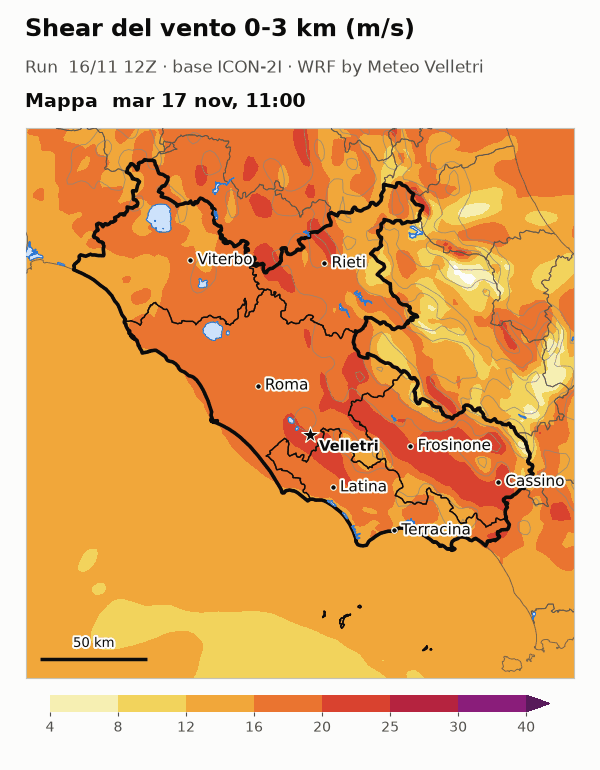 Shear del vento 0-3 km (m/s)
Run  16/11 12Z · base ICON-2I · WRF by Meteo Velletri
Mappa  mar 17 nov, 11:00
Viterbo
Rieti
Roma
Velletri
Frosinone
Cassino
Latina
Terracina
50 km
4 8 12 16 20 25 30 40